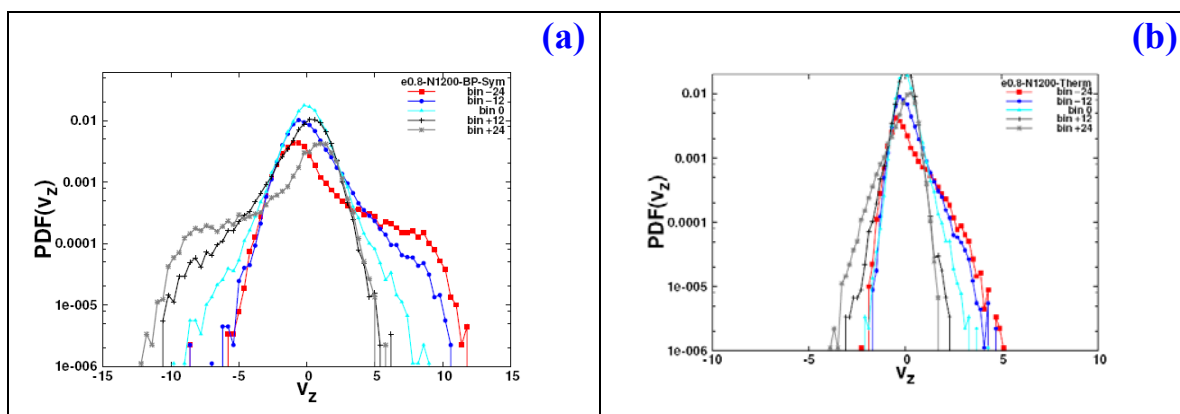 (a)
e0.8-N1200-BP-Sym
bin -24
bin -12
bin 0
bin +12
bin +24
0.01
0.001
0.0001
1e-005
1e-006
PDF(vz)
-15
-10
-5
0
5
10
15
vz
(b)
e0.8-N1200-Therm
bin -24
bin -12
bin 0
bin +12
bin +24
0.01
0.001
0.0001
1e-005
1e-006
PDF(vz)
-10
-5
0
5
10
vz